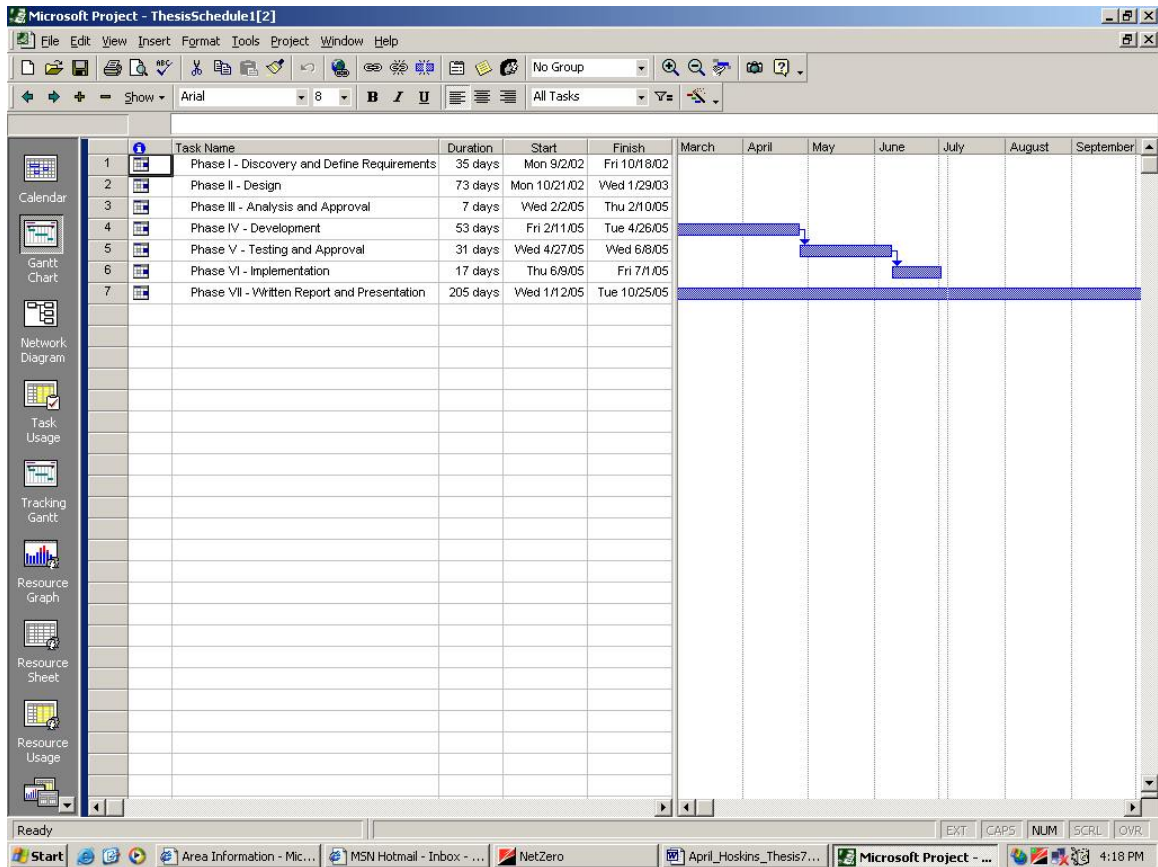 Microsoft Project - ThesisSchedule1[2]
File Edit View Insert Format Tools Project Window Help
No Group
Show Arial 8 B I U All Tasks
Task Name Duration Start Finish March April May June July August September
1 Phase I - Discovery and Define Requirements 35 days Mon 9/2/02 Fri 10/18/02
2 Phase II - Design 73 days Mon 10/21/02 Wed 1/29/03
3 Phase III - Analysis and Approval 7 days Wed 2/2/05 Thu 2/10/05
4 Phase IV - Development 53 days Fri 2/11/05 Tue 4/26/05
5 Phase V - Testing and Approval 31 days Wed 4/27/05 Wed 6/8/05
6 Phase VI - Implementation 17 days Thu 6/9/05 Fri 7/1/05
7 Phase VII - Written Report and Presentation 205 days Wed 1/12/05 Tue 10/25/05
Calendar
Gantt
Chart
Network
Diagram
Task
Usage
Tracking
Gantt
Resource
Graph
Resource
Sheet
Resource
Usage
Ready EXT CAPS NUM SCRL OVR
Start Area Information - Mic... MSN Hotmail - Inbox - ... NetZero April_Hoskins_Thesis7... Microsoft Project - ... 4:18 PM